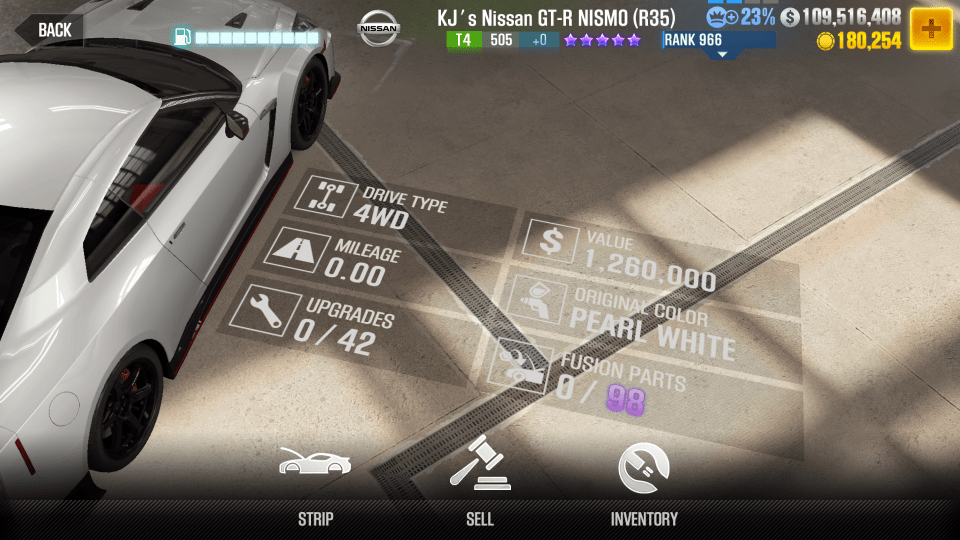 BACK
NISSAN
KJ's Nissan GT-R NISMO (R35)
T4 505 +0
RANK 966
23%
$ 109,516,408
180,254
DRIVE TYPE
4WD
MILEAGE
0.00
UPGRADES
0 / 42
$
VALUE
1,260,000
ORIGINAL COLOR
PEARL WHITE
FUSION PARTS
0 / 98
STRIP
SELL
INVENTORY